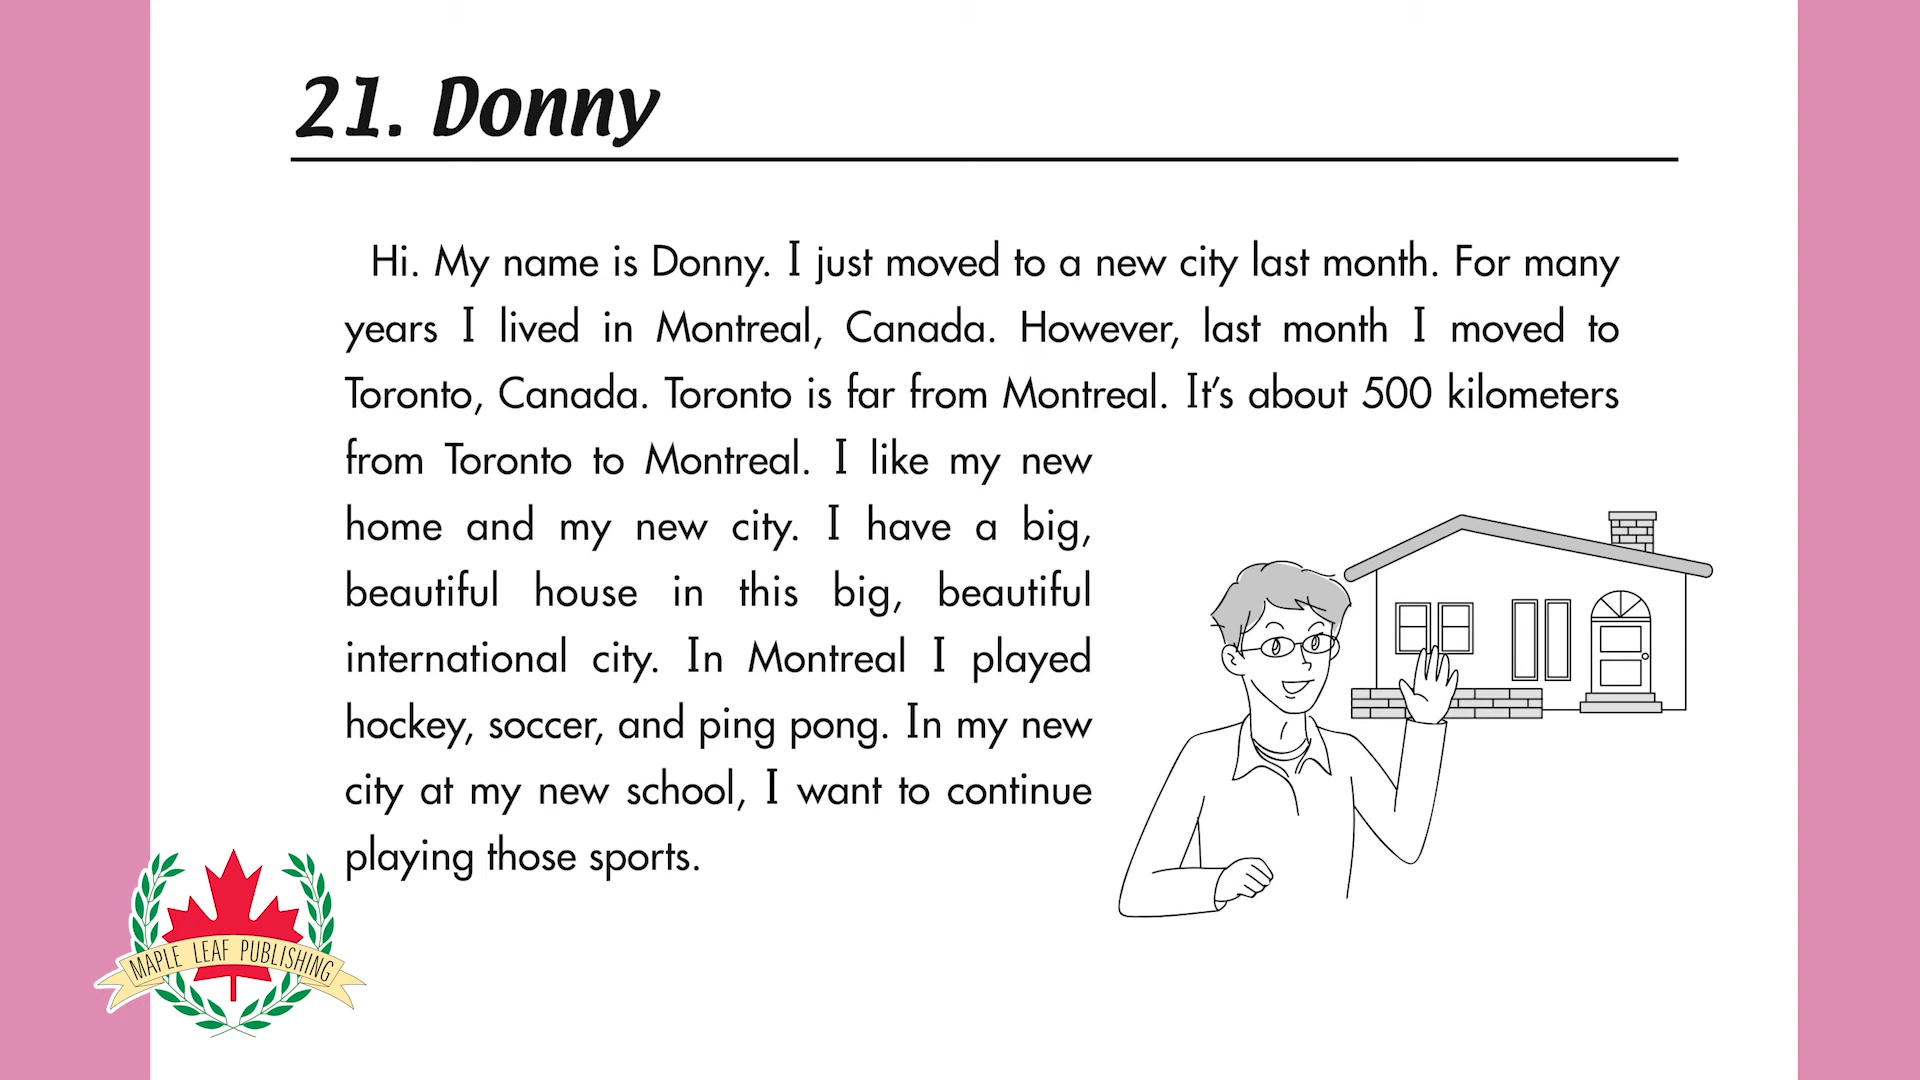 21. Donny
Hi. My name is Donny. I just moved to a new city last month. For many
years I lived in Montreal, Canada. However, last month I moved to
Toronto, Canada. Toronto is far from Montreal. It's about 500 kilometers
from Toronto to Montreal. I like my new
home and my new city. I have a big,
beautiful house in this big, beautiful
international city. In Montreal I played
hockey, soccer, and ping pong. In my new
city at my new school, I want to continue
playing those sports.
MAPLE LEAF PUBLISHING